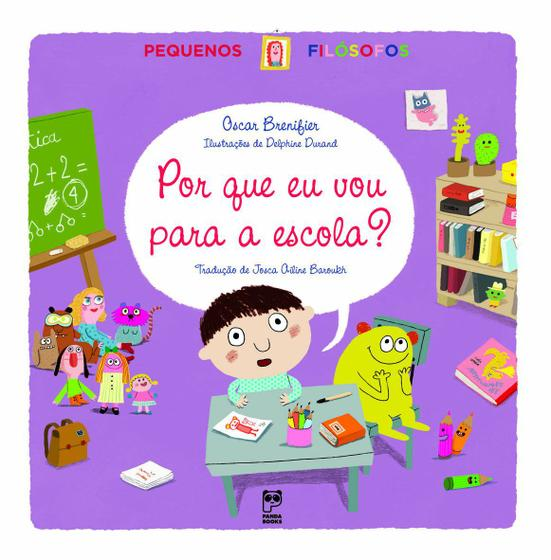 PEQUENOS FILÓSOFOS
Oscar Brenifier
Ilustrações de Delphine Durand
Por que eu vou
para a escola?
Tradução de Josca Ailine Baroukh
tica
2+2=
4
PANDA
BOOKS